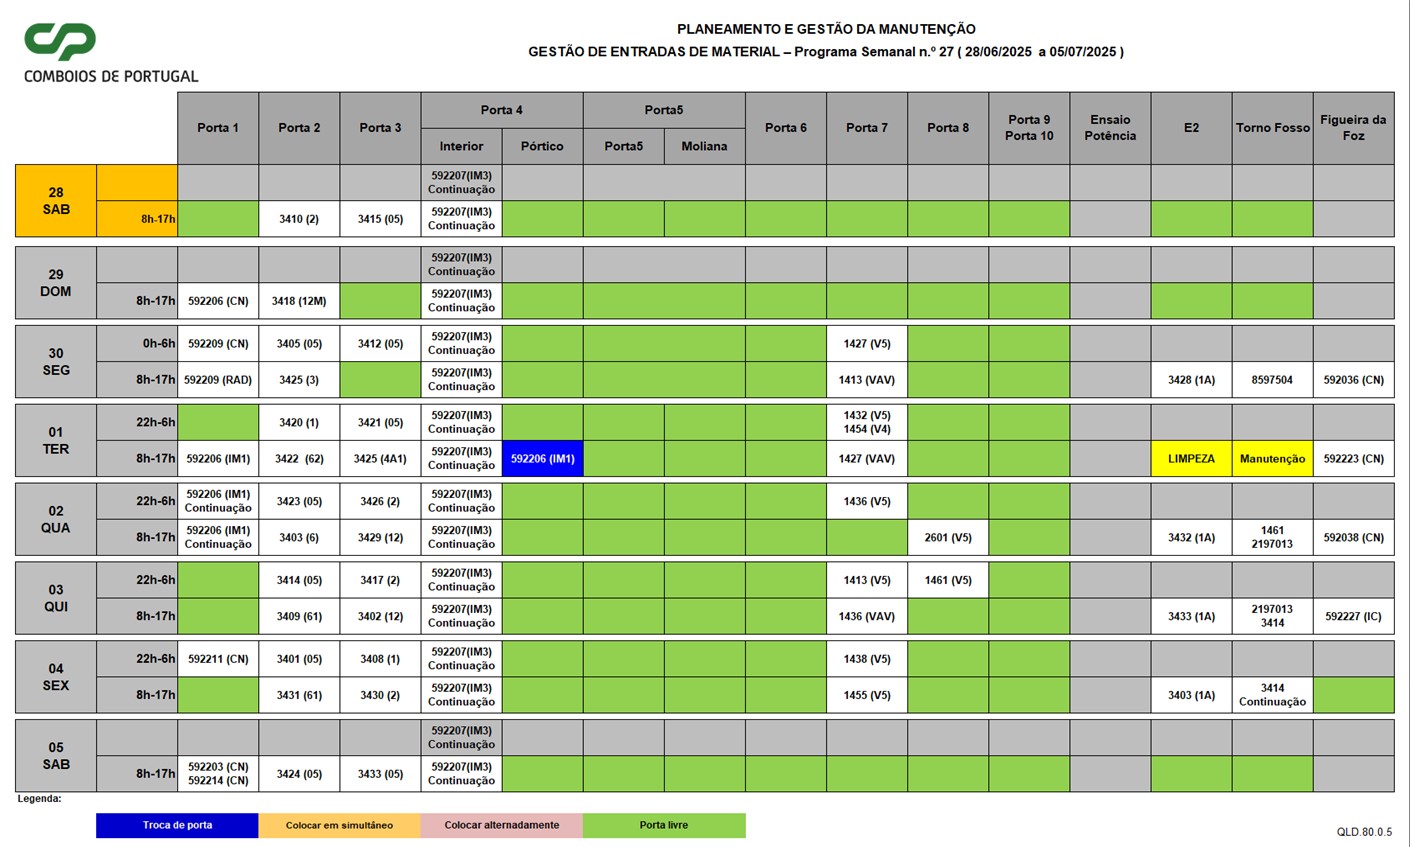 PLANEAMENTO E GESTÃO DA MANUTENÇÃO
GESTÃO DE ENTRADAS DE MATERIAL – Programa Semanal n.º 27 ( 28/06/2025 a 05/07/2025 )
CP
COMBOIOS DE PORTUGAL
Porta 1 Porta 2 Porta 3 Porta 4 Porta5 Porta 6 Porta 7 Porta 8 Porta 9 Porta 10 Ensaio Potência E2 Torno Fosso Figueira da Foz
Interior Pórtico Porta5 Moliana
28 SAB
592207(IM3) Continuação
8h-17h 3410 (2) 3415 (05) 592207(IM3) Continuação
29 DOM
592207(IM3) Continuação
8h-17h 592206 (CN) 3418 (12M) 592207(IM3) Continuação
30 SEG
0h-6h 592209 (CN) 3405 (05) 3412 (05) 592207(IM3) Continuação 1427 (V5)
8h-17h 592209 (RAD) 3425 (3) 592207(IM3) Continuação 1413 (VAV) 3428 (1A) 8597504 592036 (CN)
01 TER
22h-6h 3420 (1) 3421 (05) 592207(IM3) Continuação 1432 (V5) 1454 (V4)
8h-17h 592206 (IM1) 3422 (62) 3425 (4A1) 592207(IM3) Continuação 592206 (IM1) 1427 (VAV) LIMPEZA Manutenção 592223 (CN)
02 QUA
22h-6h 592206 (IM1) Continuação 3423 (05) 3426 (2) 592207(IM3) Continuação 1436 (V5)
8h-17h 592206 (IM1) Continuação 3403 (6) 3429 (12) 592207(IM3) Continuação 2601 (V5) 3432 (1A) 1461 2197013 592038 (CN)
03 QUI
22h-6h 3414 (05) 3417 (2) 592207(IM3) Continuação 1413 (V5) 1461 (V5)
8h-17h 3409 (61) 3402 (12) 592207(IM3) Continuação 1436 (VAV) 3433 (1A) 2197013 3414 592227 (IC)
04 SEX
22h-6h 592211 (CN) 3401 (05) 3408 (1) 592207(IM3) Continuação 1438 (V5)
8h-17h 3431 (61) 3430 (2) 592207(IM3) Continuação 1455 (V5) 3403 (1A) 3414 Continuação
05 SAB
592207(IM3) Continuação
8h-17h 592203 (CN) 592214 (CN) 3424 (05) 3433 (05) 592207(IM3) Continuação
Legenda:
Troca de porta Colocar em simultâneo Colocar alternadamente Porta livre
QLD.80.0.5